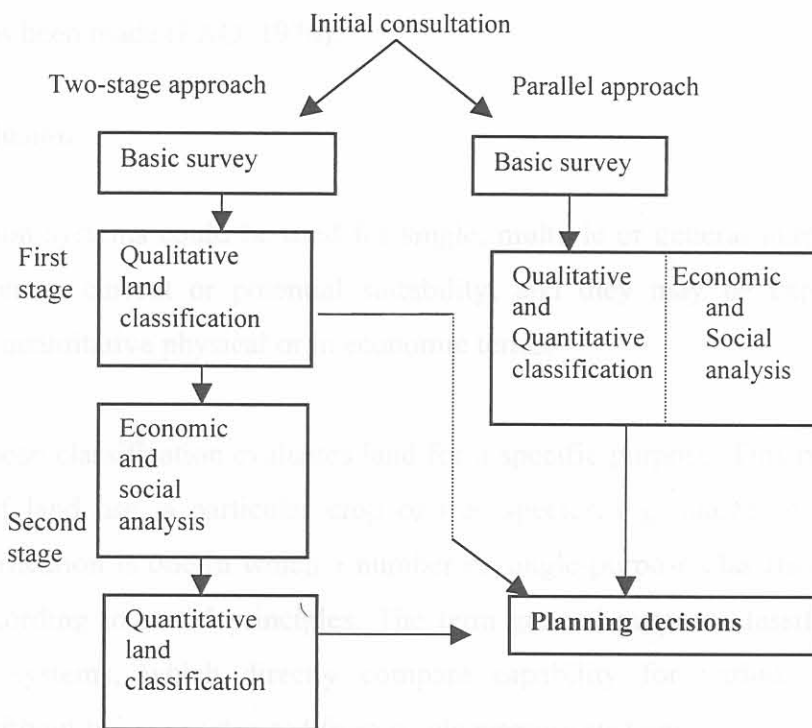 Initial consultation
Two-stage approach
Parallel approach
Basic survey
Basic survey
First
stage
Qualitative
land
classification
Qualitative
and
Quantitative
classification
Economic
and
Social
analysis
Economic
and
social
analysis
Second
stage
Quantitative
land
classification
Planning decisions